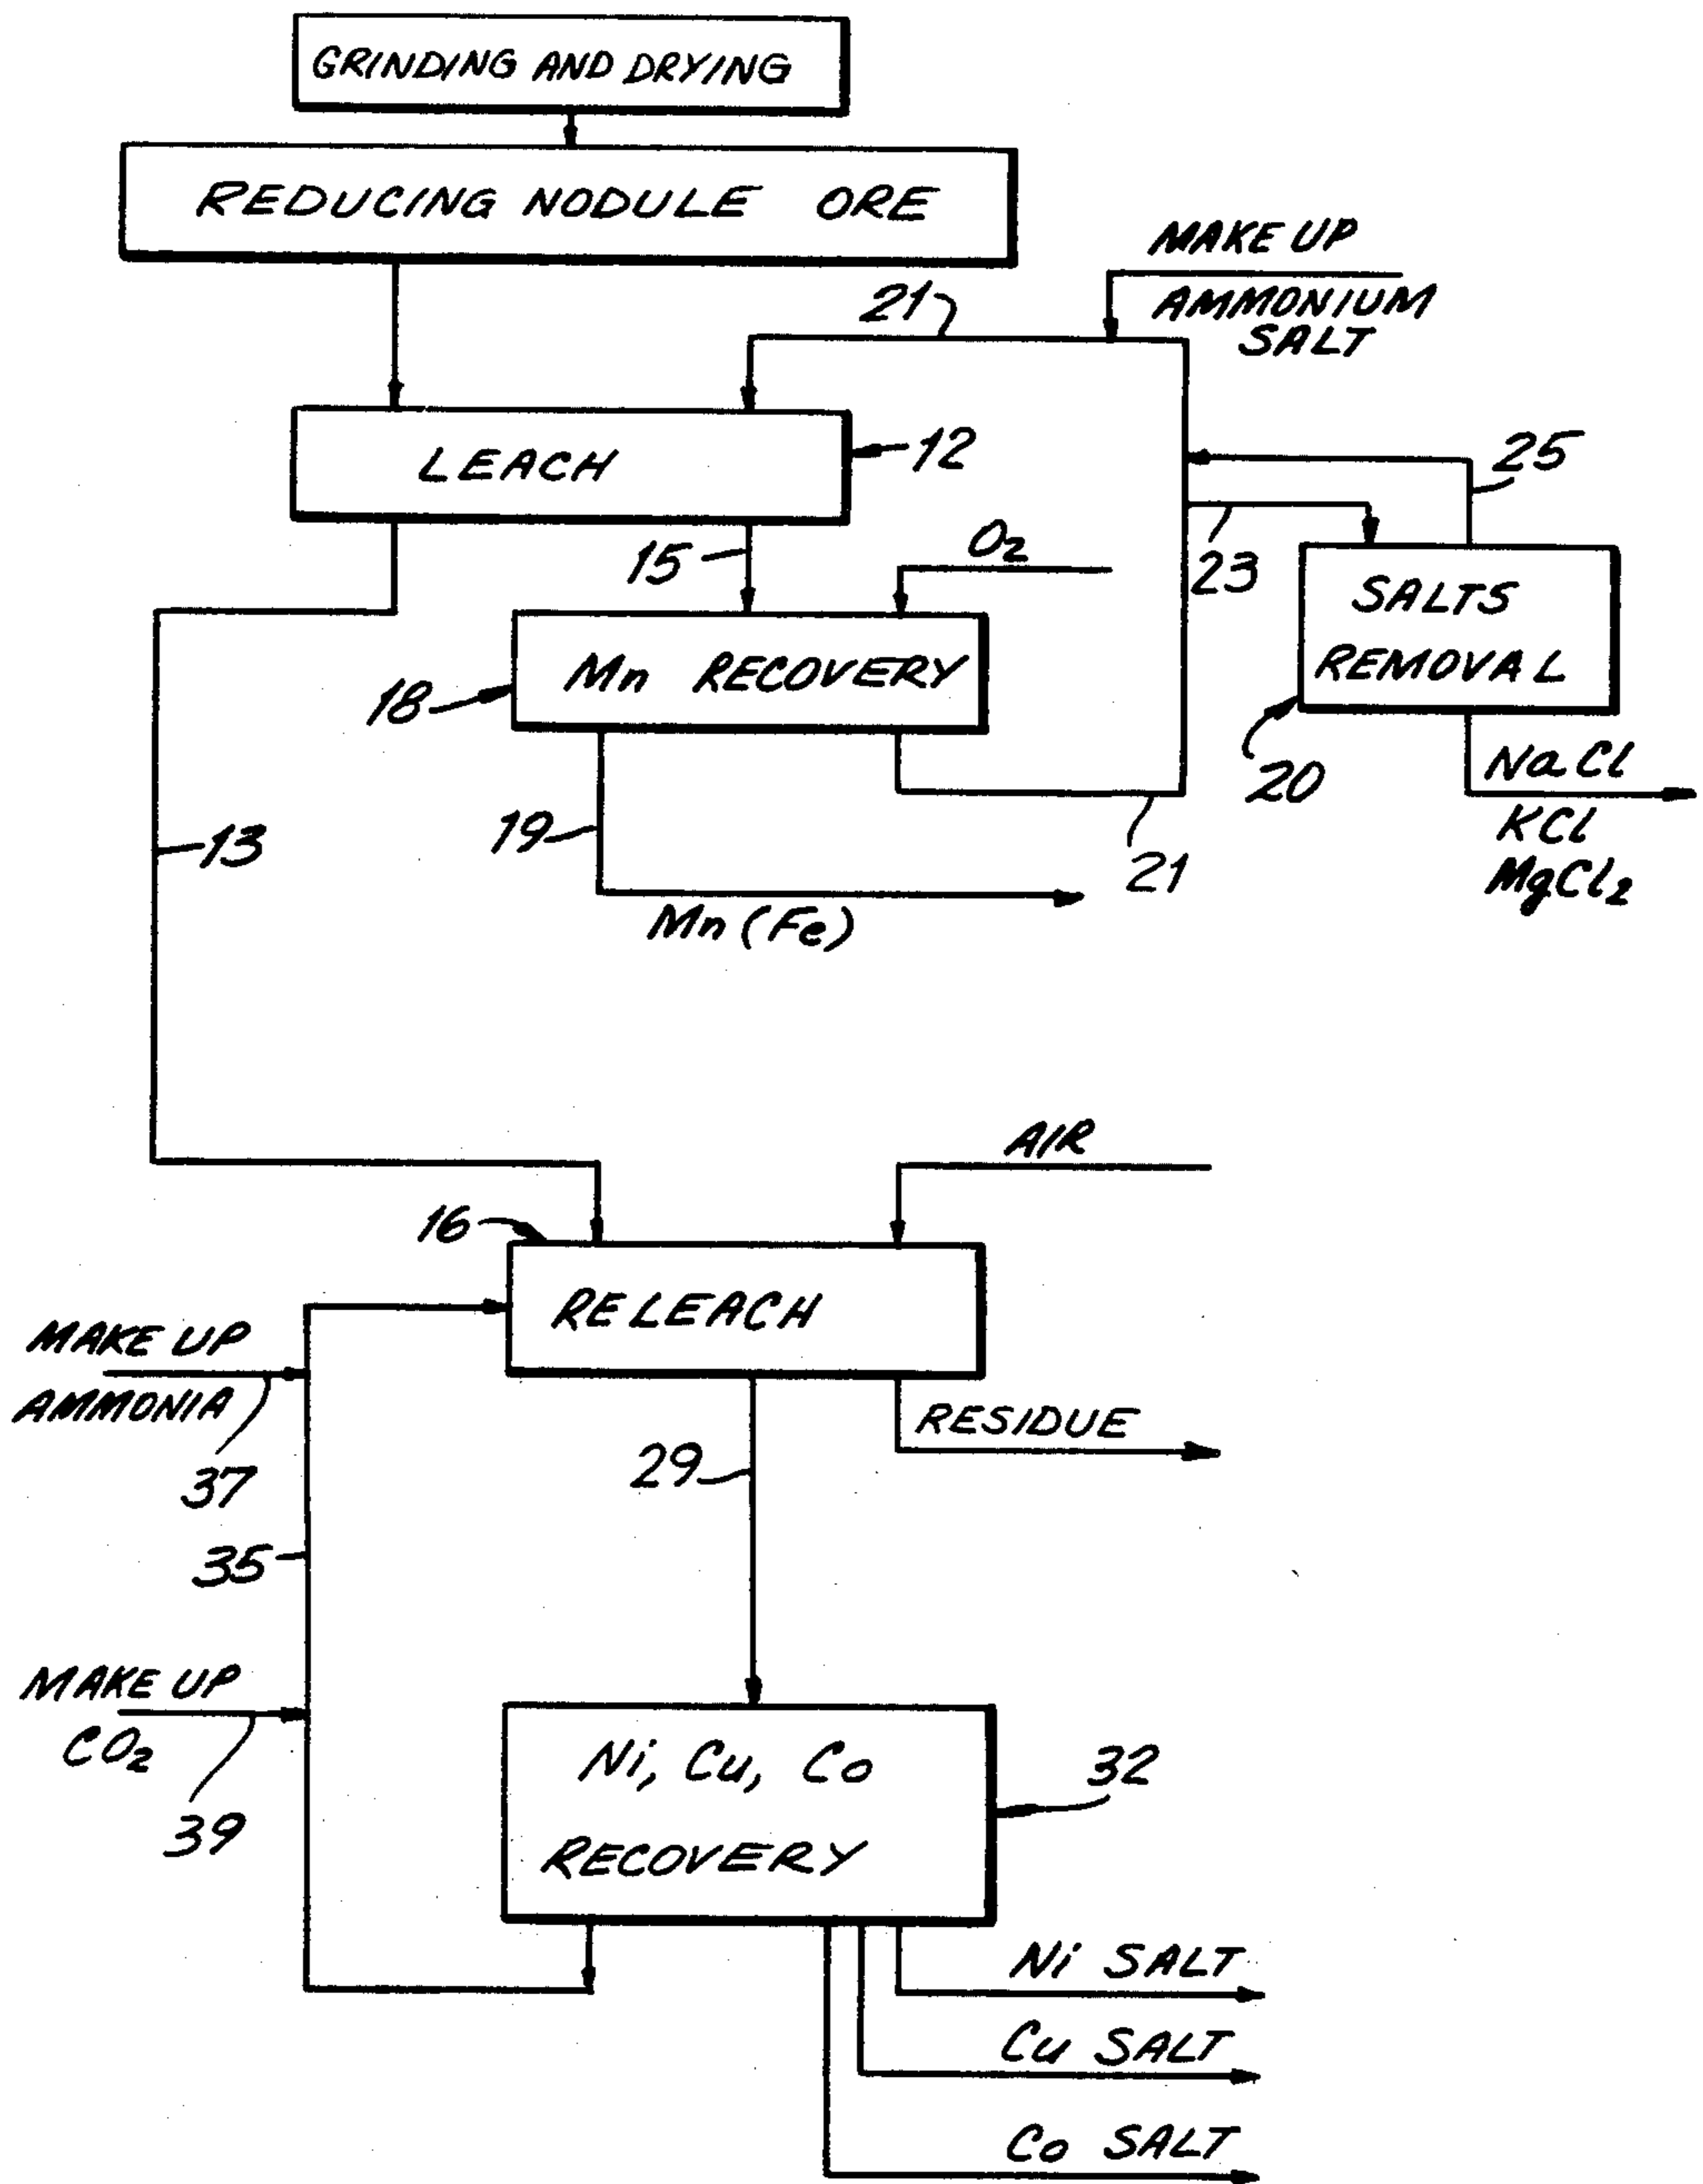 GRINDING AND DRYING
REDUCING NODULE ORE
MAKE UP
AMMONIUM
SALT
21
LEACH
12
25
15
O2
23
SALTS
REMOVAL
Mn RECOVERY
18
20
NaCl
KCl
MgCl2
19
21
13
Mn (Fe)
AIR
16
RELEACH
MAKE UP
AMMONIA
37
RESIDUE
29
35
MAKE UP
CO2
39
Ni, Cu, Co
RECOVERY
32
Ni SALT
Cu SALT
Co SALT